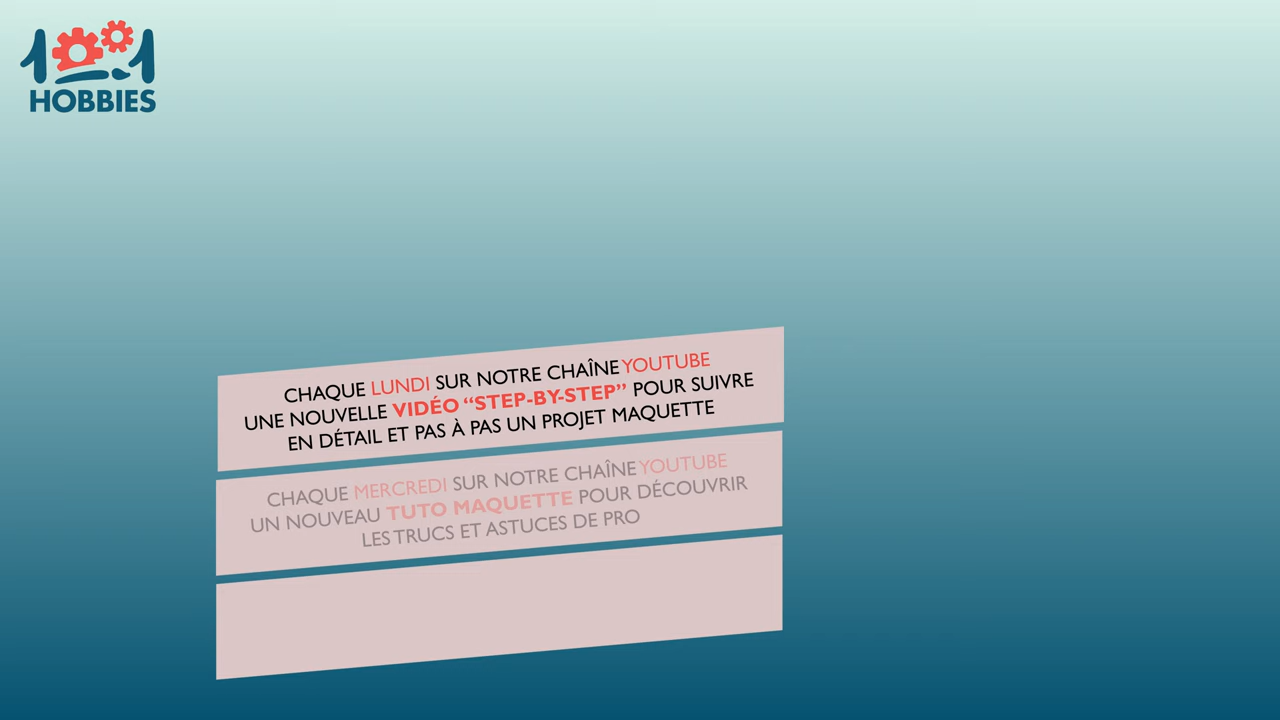 1001
HOBBIES
CHAQUE LUNDI SUR NOTRE CHAÎNE YOUTUBE
UNE NOUVELLE VIDÉO “STEP-BY-STEP” POUR SUIVRE
EN DÉTAIL ET PAS À PAS UN PROJET MAQUETTE
CHAQUE MERCREDI SUR NOTRE CHAÎNE YOUTUBE
UN NOUVEAU TUTO MAQUETTE POUR DÉCOUVRIR
LES TRUCS ET ASTUCES DE PRO